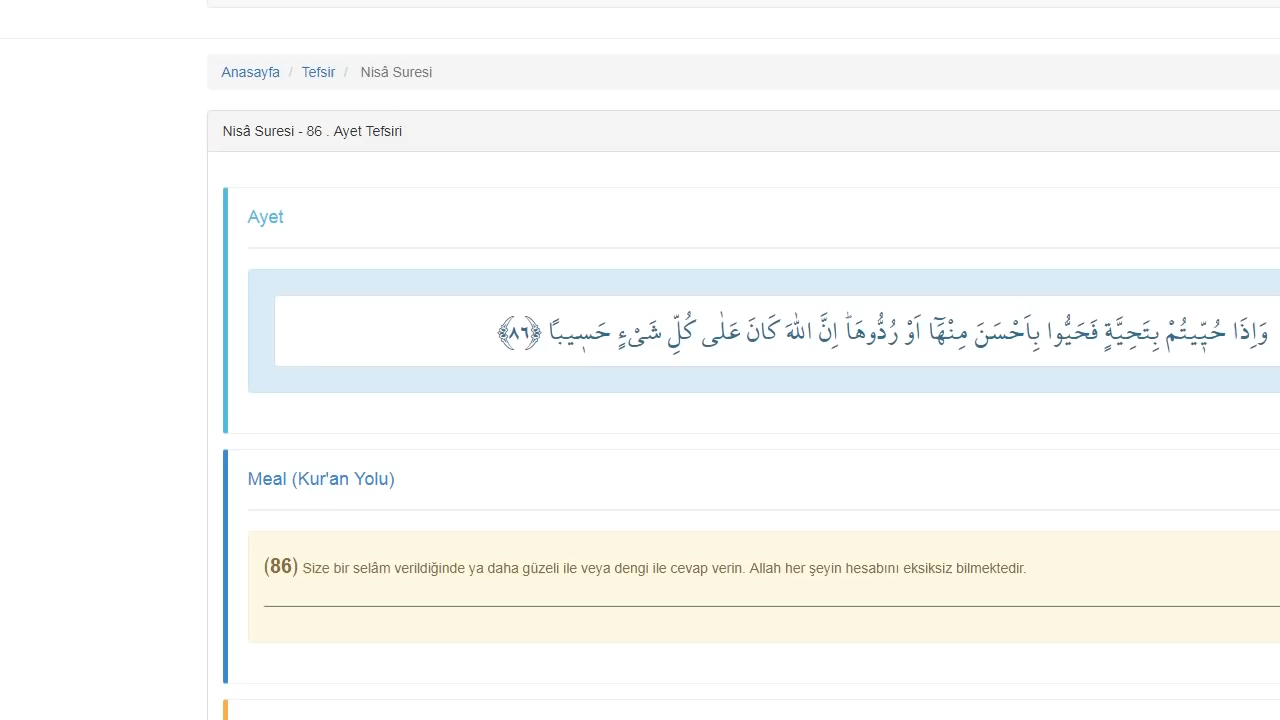 Anasayfa / Tefsir / Nisâ Suresi
Nisâ Suresi - 86 . Ayet Tefsiri
Ayet
وَاِذَا حُيّ۪يتُمْ بِتَحِيَّةٍ فَحَيُّوا بِاَحْسَنَ مِنْهَٓا اَوْ رُدُّوهَاۜ اِنَّ اللّٰهَ كَانَ عَلٰى كُلِّ شَيْءٍ حَس۪يباً ﴿٨٦﴾
Meal (Kur'an Yolu)
(86) Size bir selâm verildiğinde ya daha güzeli ile veya dengi ile cevap verin. Allah her şeyin hesabını eksiksiz bilmektedir.